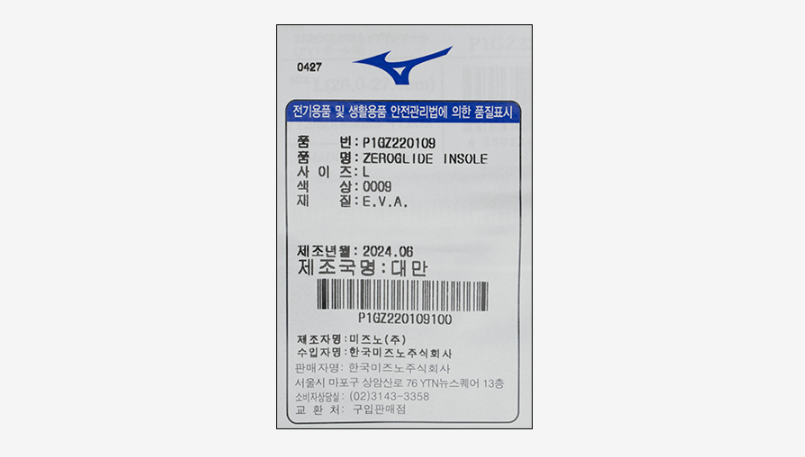 0427
전기용품 및 생활용품 안전관리법에 의한 품질표시
품 번:P1GZ220109
품 명:ZEROGLIDE INSOLE
사 이 즈:L
색 상:0009
재 질:E.V.A.
제조년월:2024.06
제조국명:대만
P1GZ220109100
제조자명:미즈노(주)
수입자명:한국미즈노주식회사
판매자명: 한국미즈노주식회사
서울시 마포구 상암산로 76 YTN뉴스퀘어 13층
소비자상담실: (02)3143-3358
교 환 처: 구입판매점